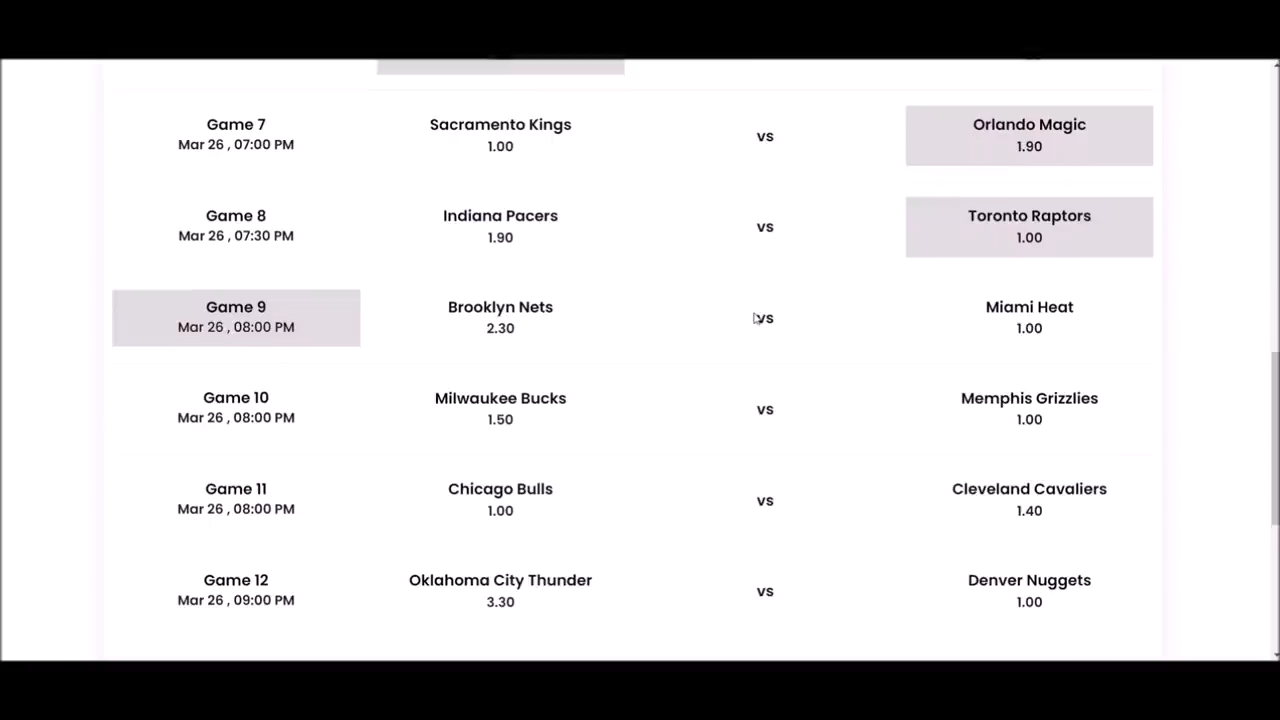 Game 7 Sacramento Kings vs Orlando Magic
Mar 26 , 07:00 PM 1.00 1.90
Game 8 Indiana Pacers vs Toronto Raptors
Mar 26 , 07:30 PM 1.90 1.00
Game 9 Brooklyn Nets vs Miami Heat
Mar 26 , 08:00 PM 2.30 1.00
Game 10 Milwaukee Bucks vs Memphis Grizzlies
Mar 26 , 08:00 PM 1.50 1.00
Game 11 Chicago Bulls vs Cleveland Cavaliers
Mar 26 , 08:00 PM 1.00 1.40
Game 12 Oklahoma City Thunder vs Denver Nuggets
Mar 26 , 09:00 PM 3.30 1.00